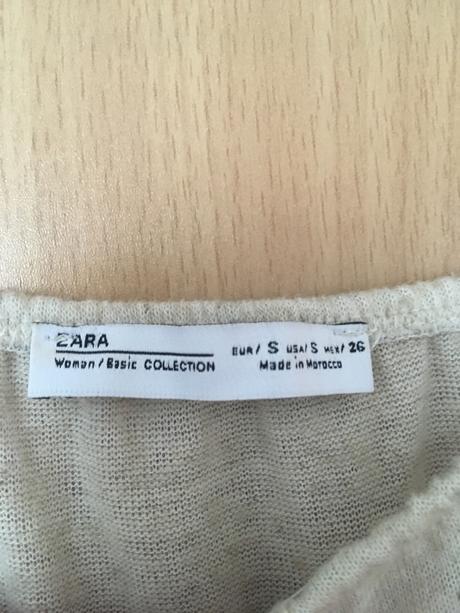 ZARA
Woman / Basic COLLECTION
EUR/ S USA/ S MEX/ 26
Made in Morocco